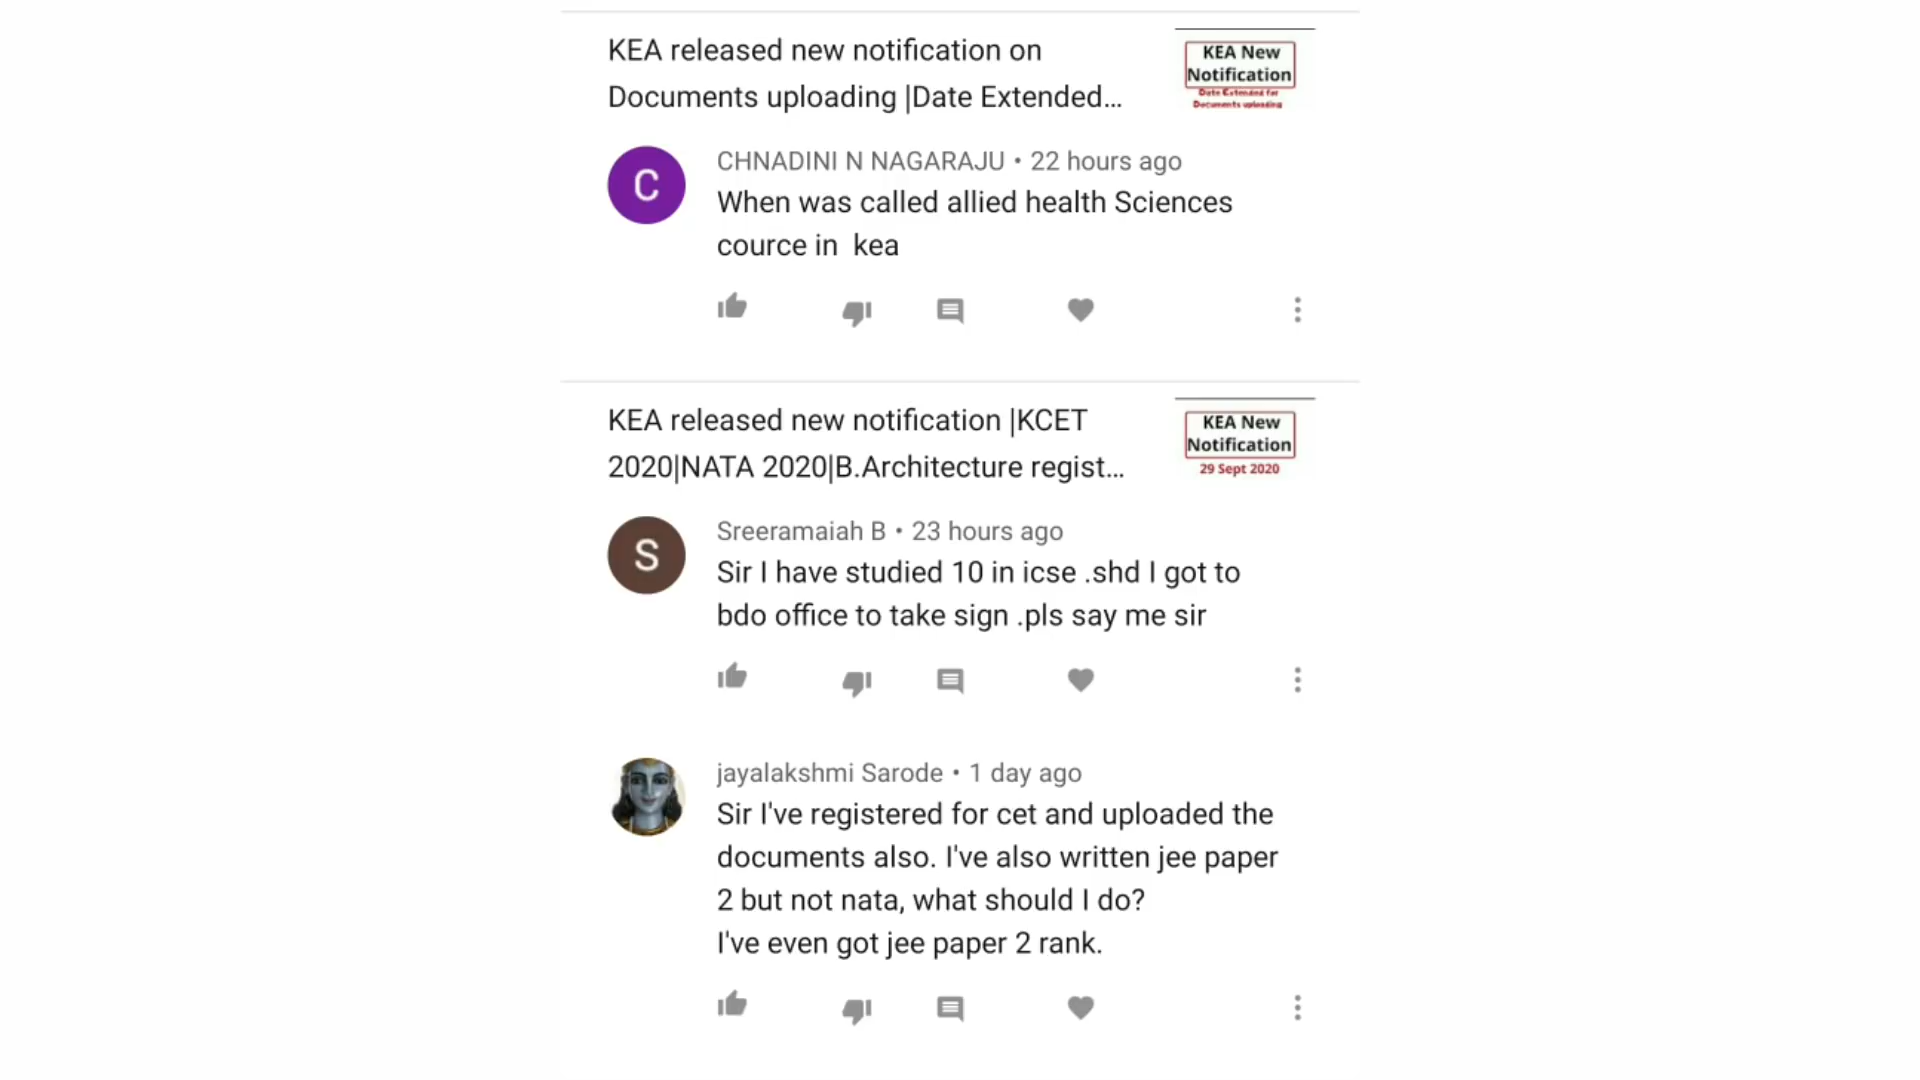 KEA released new notification on
Documents uploading |Date Extended...
KEA New
Notification
Date Extended for
Documents uploading
C
CHNADINI N NAGARAJU • 22 hours ago
When was called allied health Sciences
cource in kea
KEA released new notification |KCET
2020|NATA 2020|B.Architecture regist...
KEA New
Notification
29 Sept 2020
S
Sreeramaiah B • 23 hours ago
Sir I have studied 10 in icse .shd I got to
bdo office to take sign .pls say me sir
jayalakshmi Sarode • 1 day ago
Sir I've registered for cet and uploaded the
documents also. I've also written jee paper
2 but not nata, what should I do?
I've even got jee paper 2 rank.